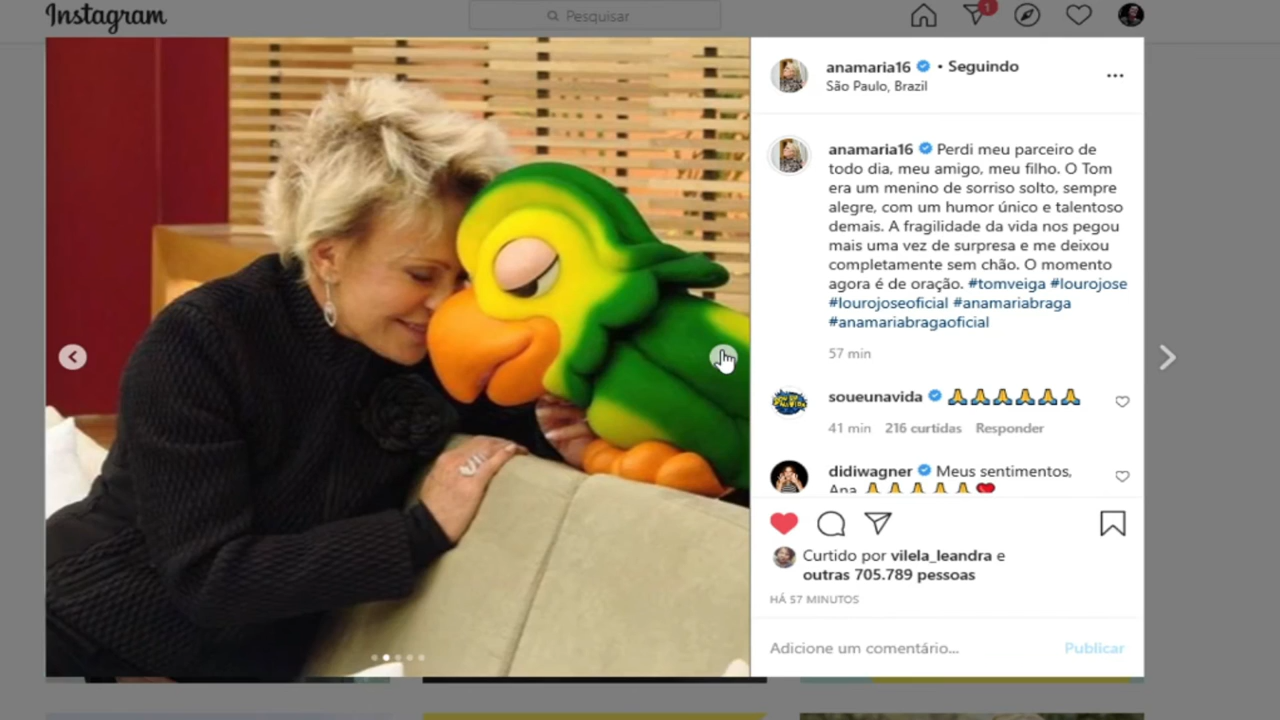 Instagram
Pesquisar
1
anamaria16 • Seguindo
São Paulo, Brazil
anamaria16 Perdi meu parceiro de
todo dia, meu amigo, meu filho. O Tom
era um menino de sorriso solto, sempre
alegre, com um humor único e talentoso
demais. A fragilidade da vida nos pegou
mais uma vez de surpresa e me deixou
completamente sem chão. O momento
agora é de oração. #tomveiga #lourojose
#lourojoseoficial #anamariabraga
#anamariabragaoficial
57 min
soueunavida 🙏🙏🙏🙏🙏🙏
41 min 216 curtidas Responder
didiwagner Meus sentimentos,
Ana 🙏🙏🙏🙏🙏❤️
Curtido por vilela_leandra e
outras 705.789 pessoas
HÁ 57 MINUTOS
Adicione um comentário... Publicar